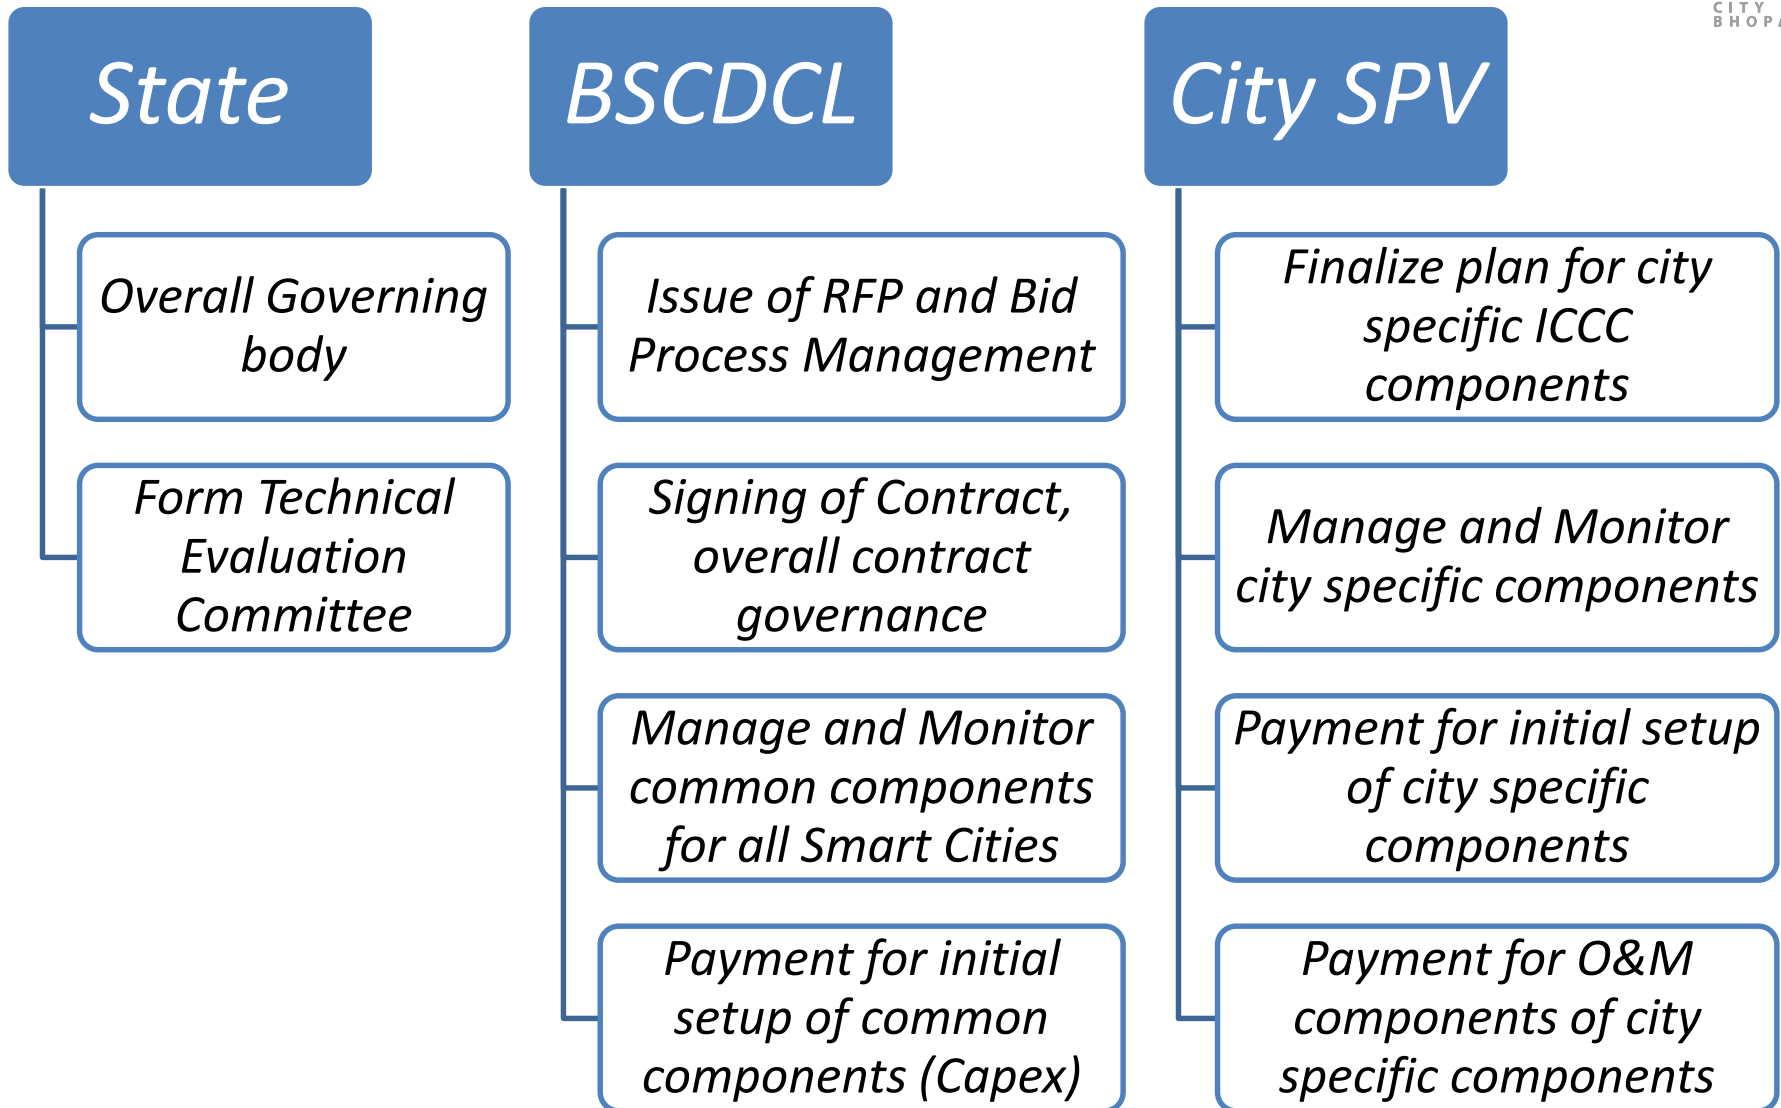 CITY
State
BSCDCL
City SPV
Overall Governing
body
Form Technical
Evaluation
Committee
Issue of RFP and Bid
Process Management
Signing of Contract,
overall contract
governance
Manage and Monitor
common components
for all Smart Cities
Payment for initial
setup of common
components (Capex)
Finalize plan for city
specific ICCC
components
Manage and Monitor
city specific components
Payment for initial setup
of city specific
components
Payment for O&M
components of city
specific components